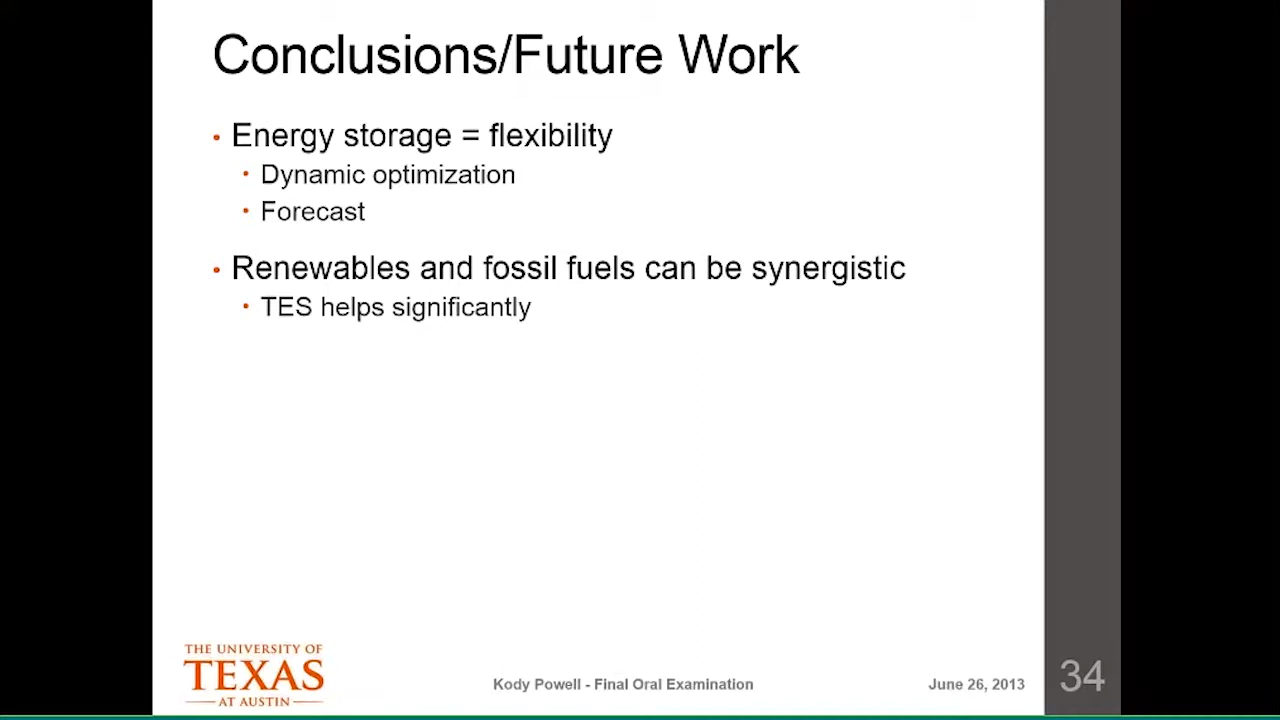 Conclusions/Future Work
• Energy storage = flexibility
• Dynamic optimization
• Forecast
• Renewables and fossil fuels can be synergistic
• TES helps significantly
THE UNIVERSITY OF
TEXAS
AT AUSTIN
Kody Powell - Final Oral Examination
June 26, 2013
34